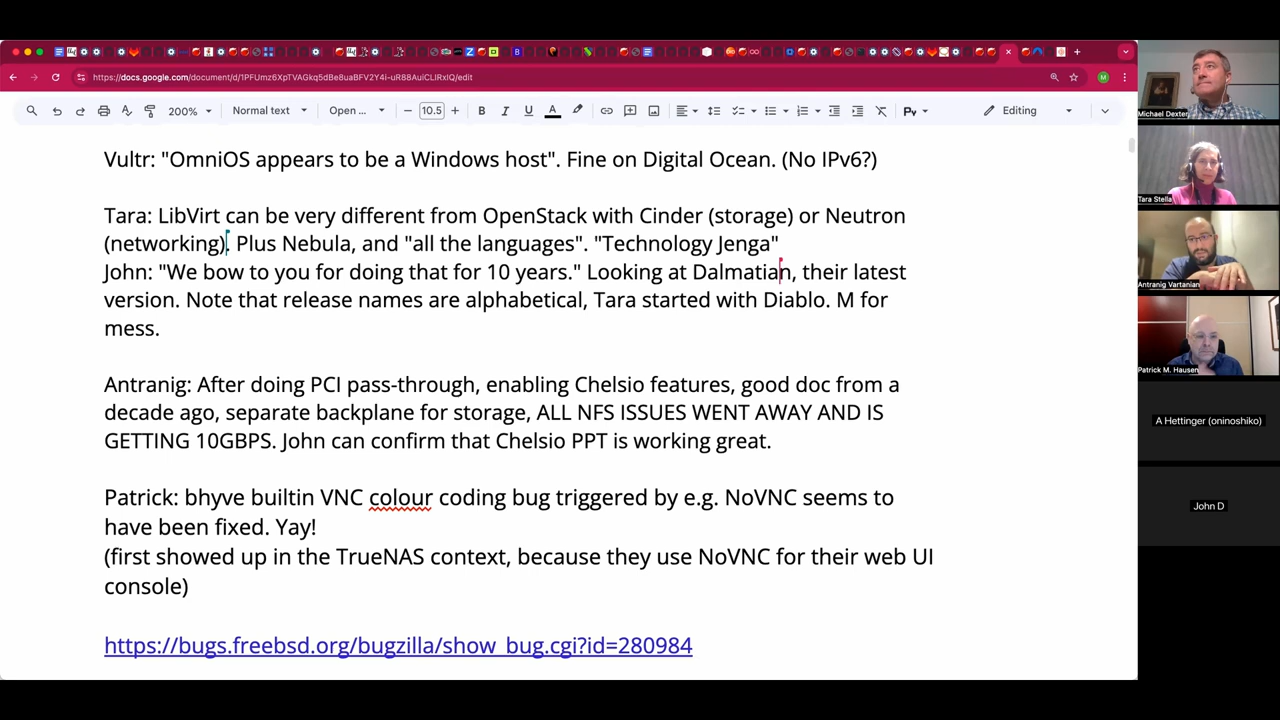 https://docs.google.com/document/d/1PFUmz6XpTVAGkq5dBe8uaBFV2Y4i-uR88AuiCLIRxIQ/edit
200%
Normal text
Open ...
10.5
Editing
Vultr: "OmniOS appears to be a Windows host". Fine on Digital Ocean. (No IPv6?)
Tara: LibVirt can be very different from OpenStack with Cinder (storage) or Neutron
(networking). Plus Nebula, and "all the languages". "Technology Jenga"
John: "We bow to you for doing that for 10 years." Looking at Dalmatian, their latest
version. Note that release names are alphabetical, Tara started with Diablo. M for
mess.
Antranig: After doing PCI pass-through, enabling Chelsio features, good doc from a
decade ago, separate backplane for storage, ALL NFS ISSUES WENT AWAY AND IS
GETTING 10GBPS. John can confirm that Chelsio PPT is working great.
Patrick: bhyve builtin VNC colour coding bug triggered by e.g. NoVNC seems to
have been fixed. Yay!
(first showed up in the TrueNAS context, because they use NoVNC for their web UI
console)
https://bugs.freebsd.org/bugzilla/show_bug.cgi?id=280984
Michael Dexter
Tara Stella
Antranig Vartanian
Patrick M. Hausen
A Hettinger (oninoshiko)
John D